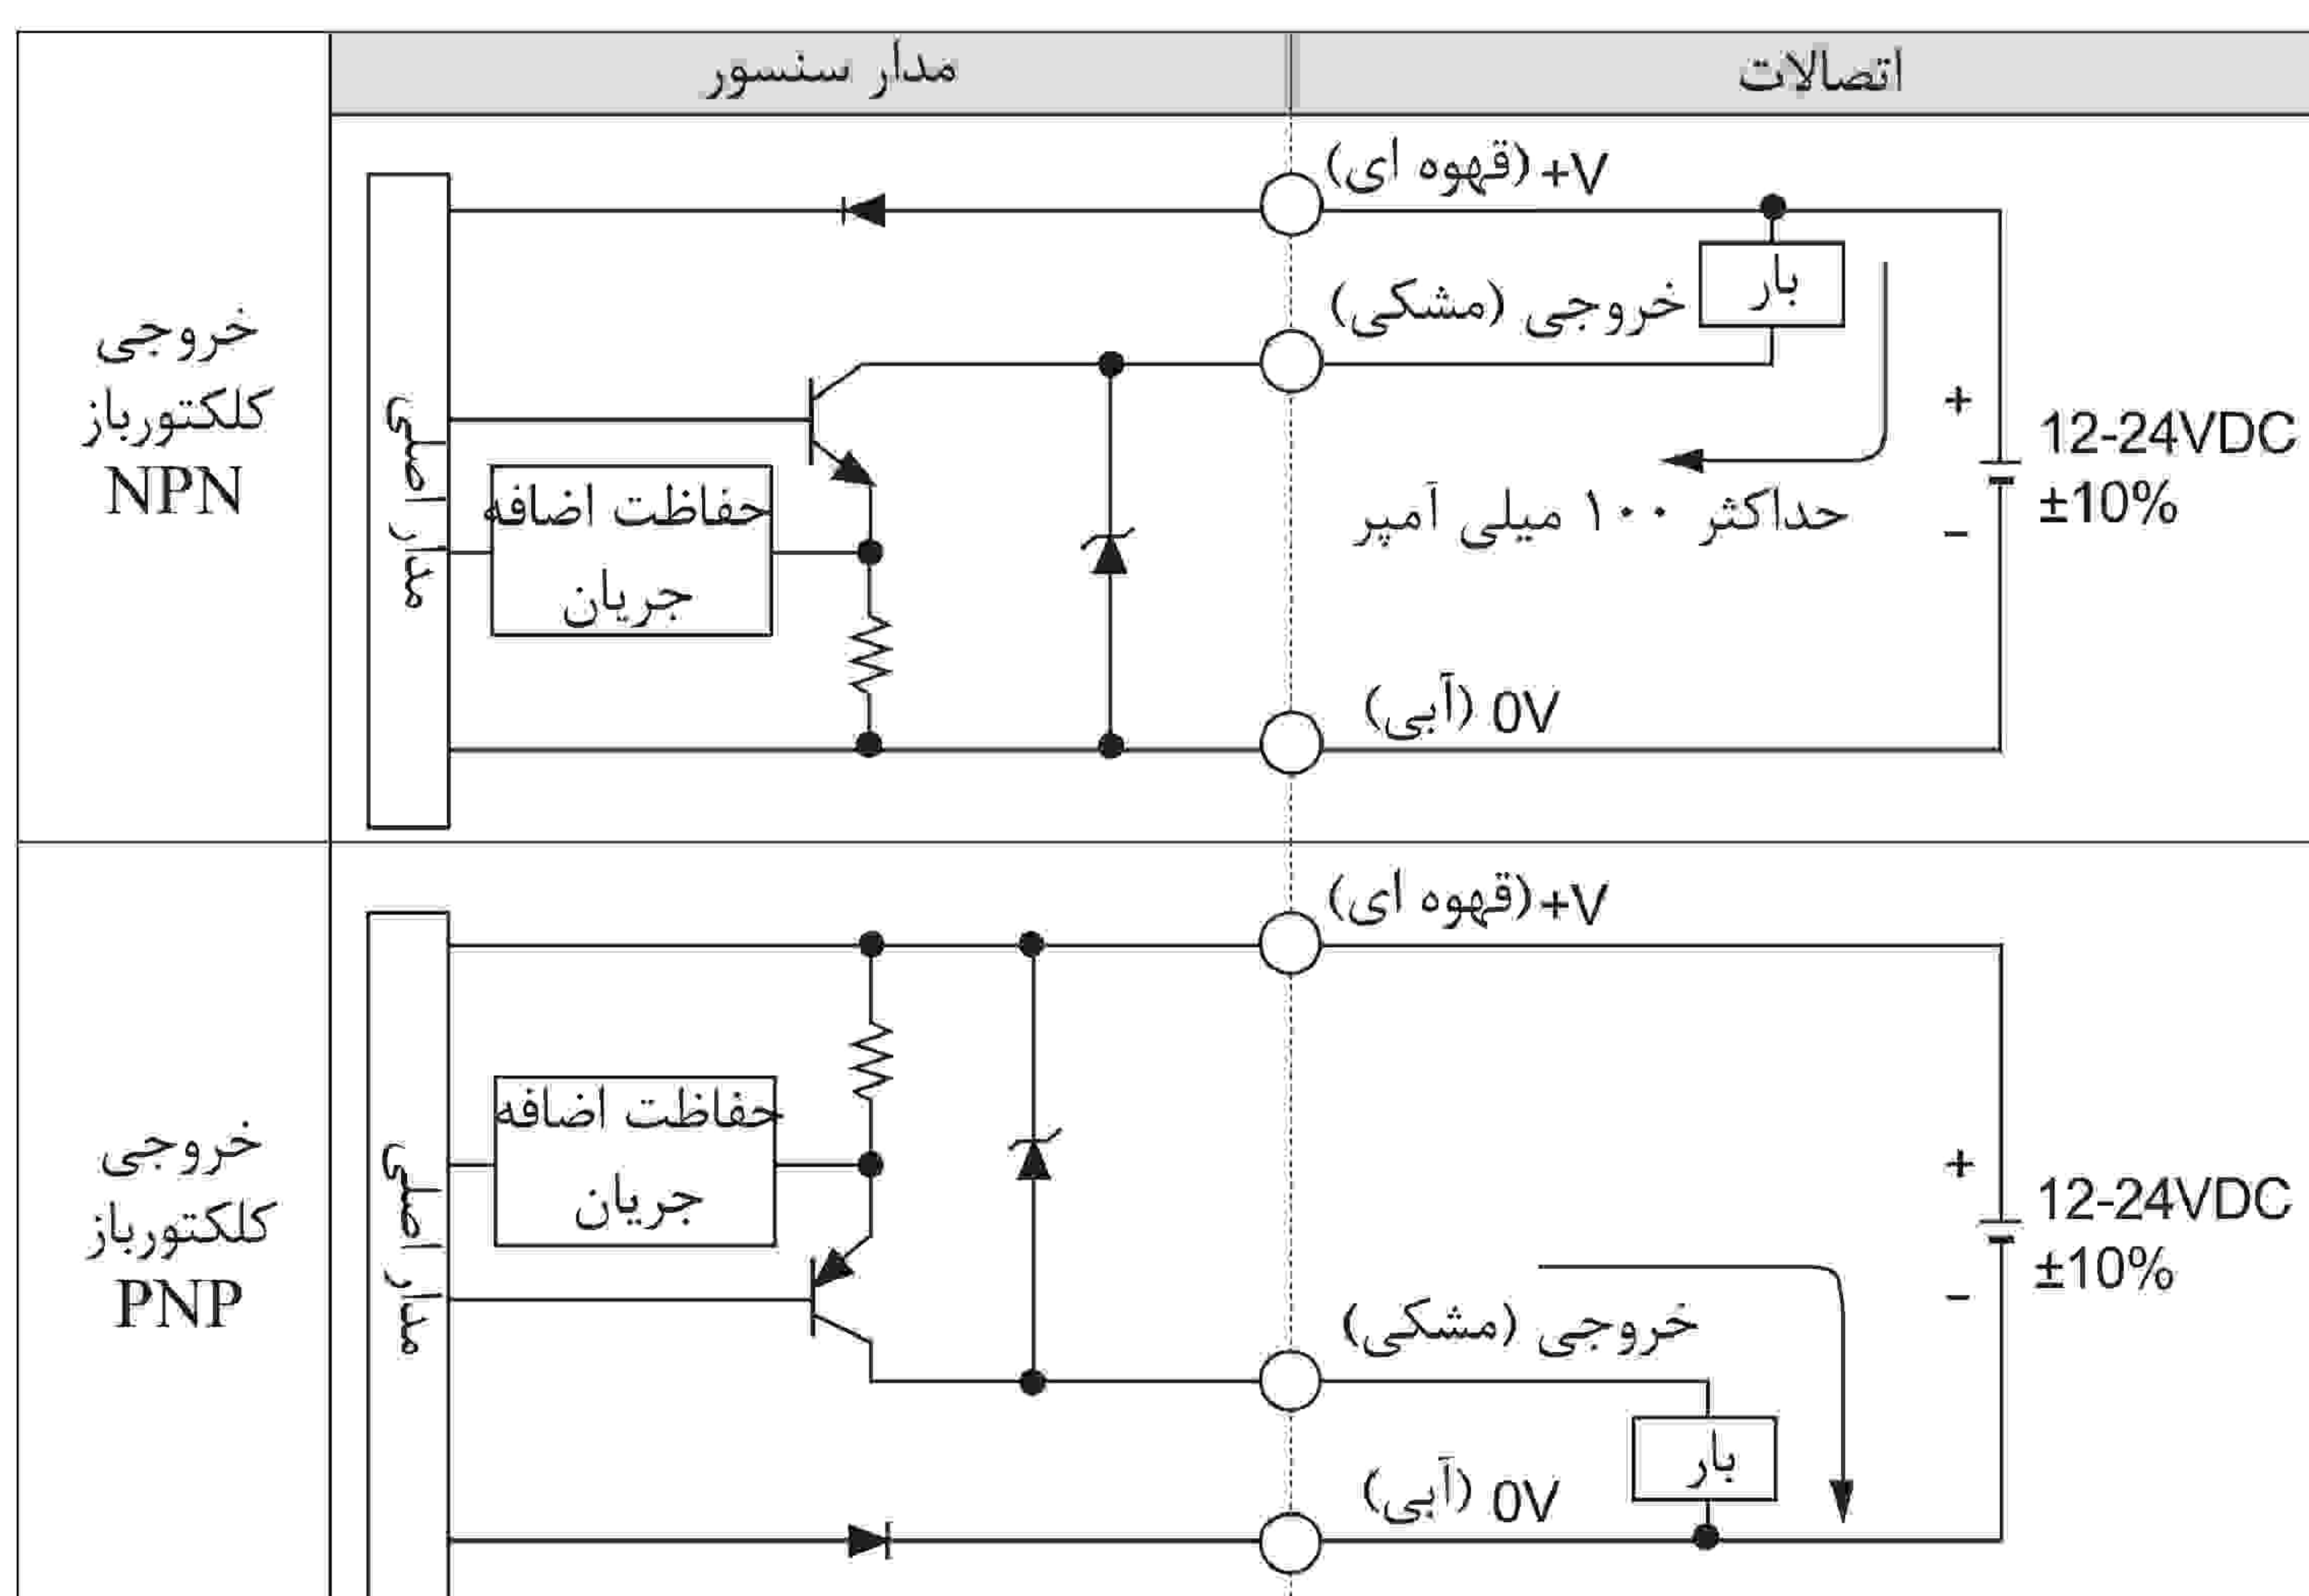 مدار سنسور
اتصالات
خروجی
کلکتورباز
NPN
مدار اصلی
حفاظت اضافه
جریان
(قهوه ای) +V
بار
خروجی (مشکی)
حداکثر ۱۰۰ میلی آمپر
+
12-24VDC
±10%
−
(آبی) 0V
خروجی
کلکتورباز
PNP
مدار اصلی
حفاظت اضافه
جریان
(قهوه ای) +V
+
12-24VDC
±10%
−
خروجی (مشکی)
بار
(آبی) 0V